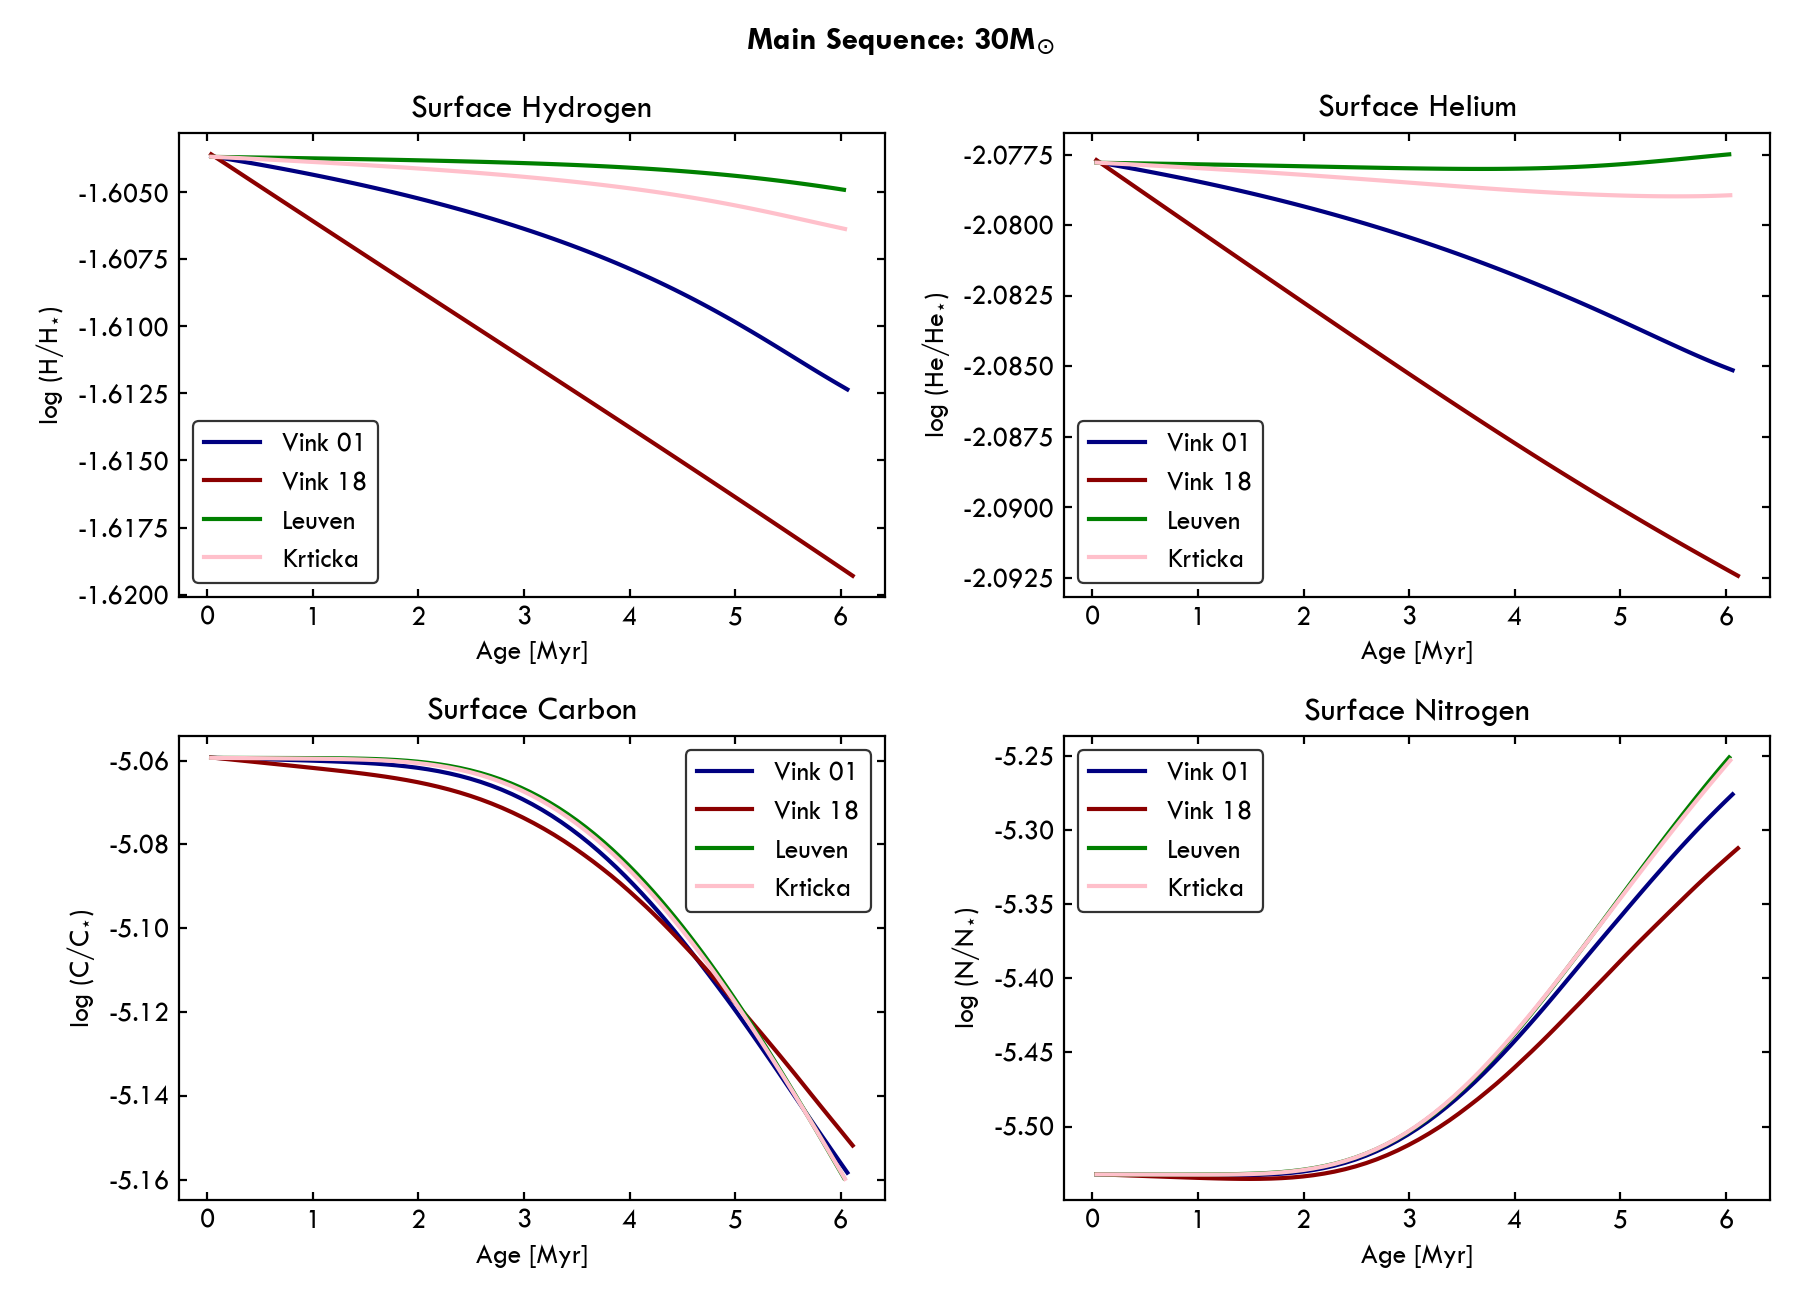 Main Sequence: 30M☉
Surface Hydrogen
log (H/H⋆)
-1.6050
-1.6075
-1.6100
-1.6125
-1.6150
-1.6175
-1.6200
Vink 01
Vink 18
Leuven
Krticka
0 1 2 3 4 5 6
Age [Myr]
Surface Helium
log (He/He⋆)
-2.0775
-2.0800
-2.0825
-2.0850
-2.0875
-2.0900
-2.0925
Vink 01
Vink 18
Leuven
Krticka
0 1 2 3 4 5 6
Age [Myr]
Surface Carbon
log (C/C⋆)
-5.06
-5.08
-5.10
-5.12
-5.14
-5.16
Vink 01
Vink 18
Leuven
Krticka
0 1 2 3 4 5 6
Age [Myr]
Surface Nitrogen
log (N/N⋆)
-5.25
-5.30
-5.35
-5.40
-5.45
-5.50
Vink 01
Vink 18
Leuven
Krticka
0 1 2 3 4 5 6
Age [Myr]